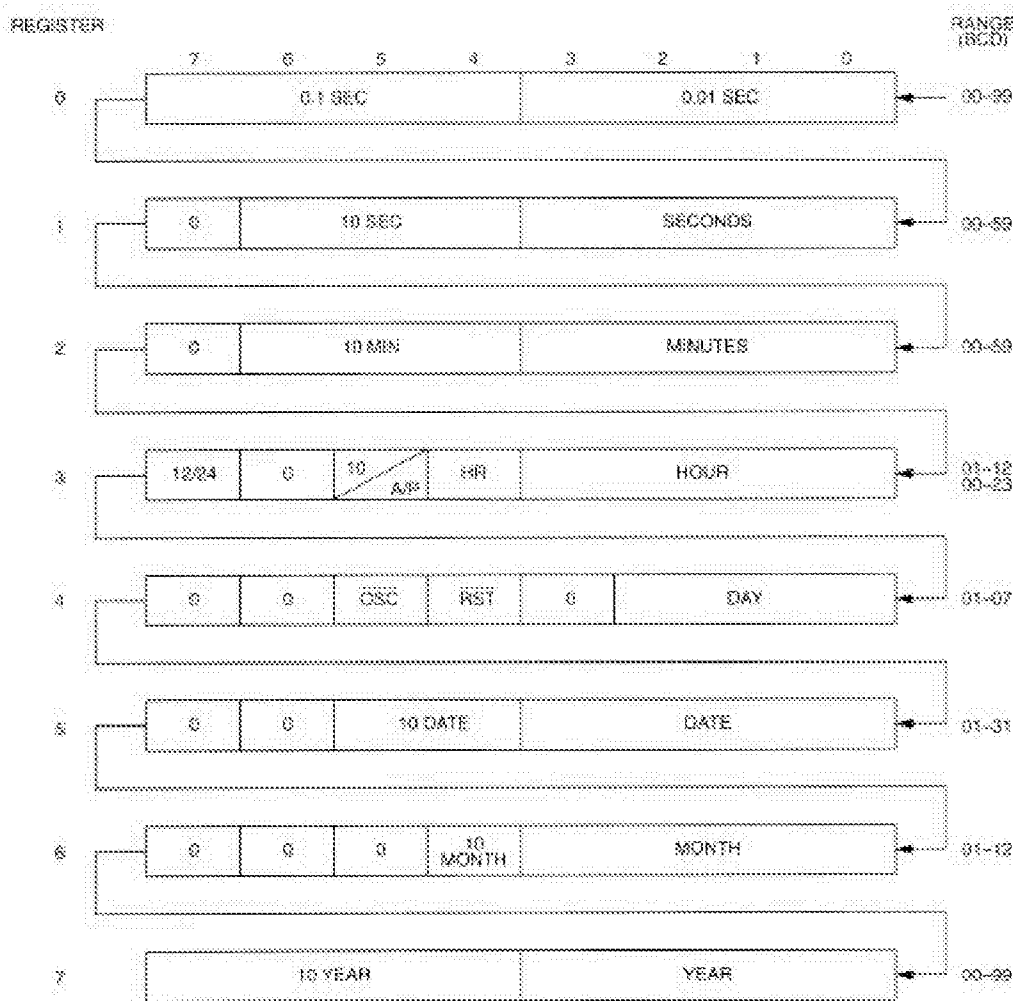 REGISTER
RANGE
(BCD)
7 6 5 4 3 2 1 0
0 0.1 SEC 0.01 SEC 00–99
1 0 10 SEC SECONDS 00–59
2 0 10 MIN MINUTES 00–59
3 12/24 0 10 A/P HR HOUR 01–12
00–23
4 0 0 OSC RST 0 DAY 01–07
5 0 0 10 DATE DATE 01–31
6 0 0 0 10 MONTH MONTH 01–12
7 10 YEAR YEAR 00–99